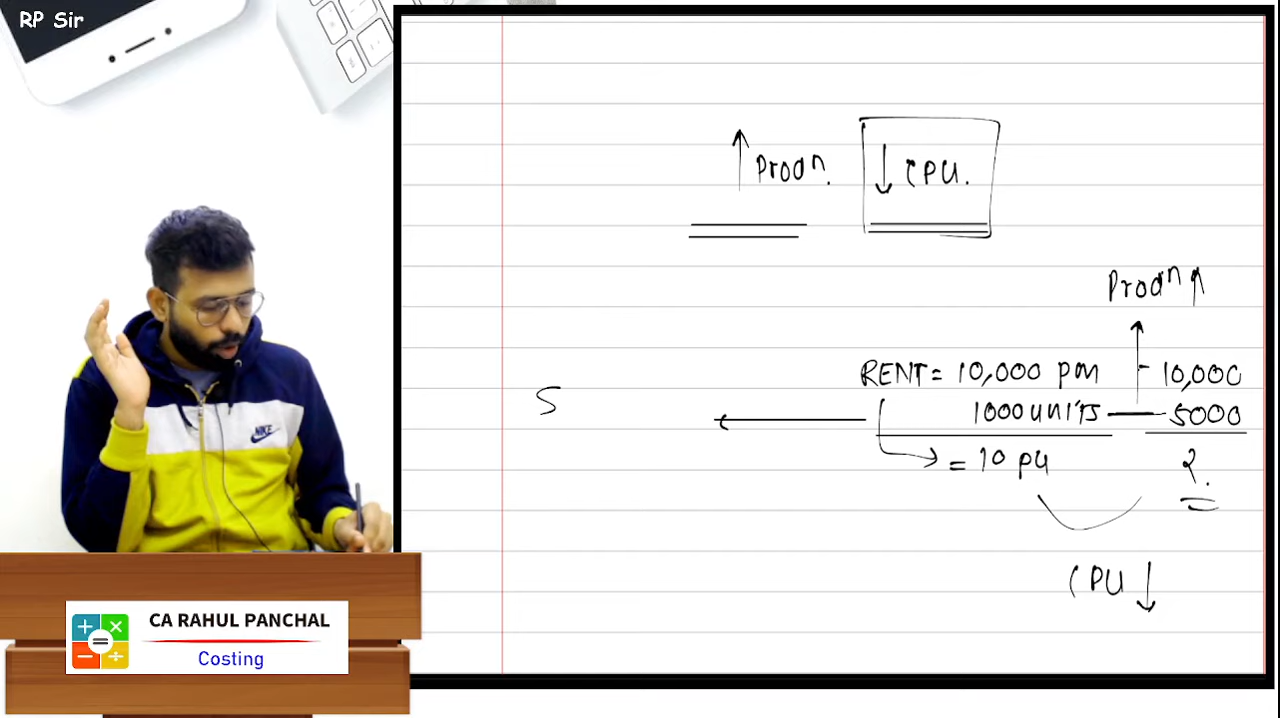 RP Sir
↑ Prodn. ↓ CPU.
Prodn ↑
RENT = 10,000 pm - 10,000
1000 units 5000
= 10 pu 2.
S
CPU ↓
NIKE
CA RAHUL PANCHAL
Costing